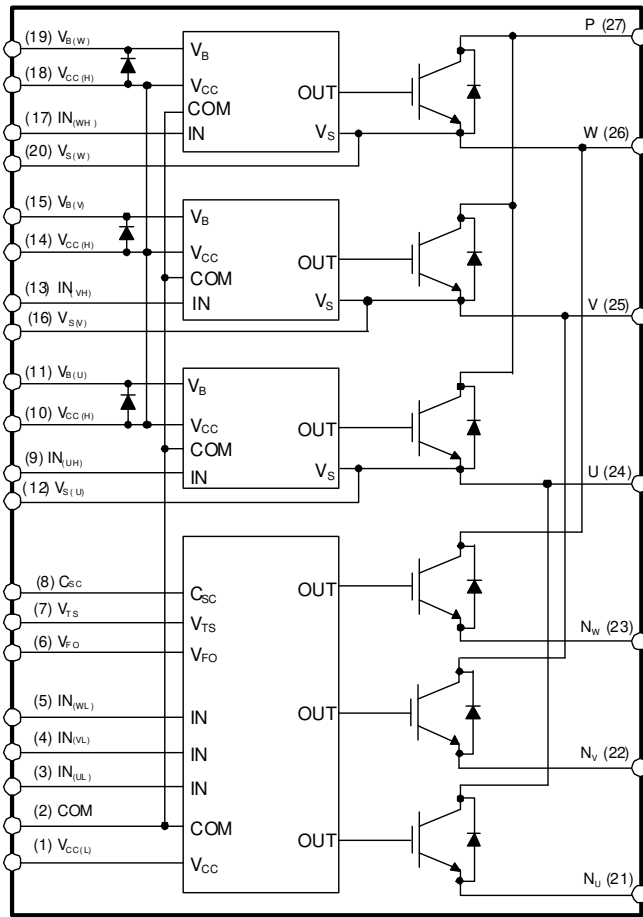 (19) VB(W)
VB
P (27)
(18) VCC(H)
VCC
OUT
COM
(17) IN(WH)
IN
VS
W (26)
(20) VS(W)
(15) VB(V)
VB
(14) VCC(H)
VCC
OUT
COM
(13) IN(VH)
IN
VS
V (25)
(16) VS(V)
(11) VB(U)
VB
(10) VCC(H)
VCC
OUT
COM
(9) IN(UH)
IN
VS
U (24)
(12) VS(U)
(8) CSC
CSC
OUT
(7) VTS
VTS
NW (23)
(6) VFO
VFO
(5) IN(WL)
IN
OUT
(4) IN(VL)
IN
NV (22)
(3) IN(UL)
IN
(2) COM
COM
OUT
(1) VCC(L)
VCC
NU (21)